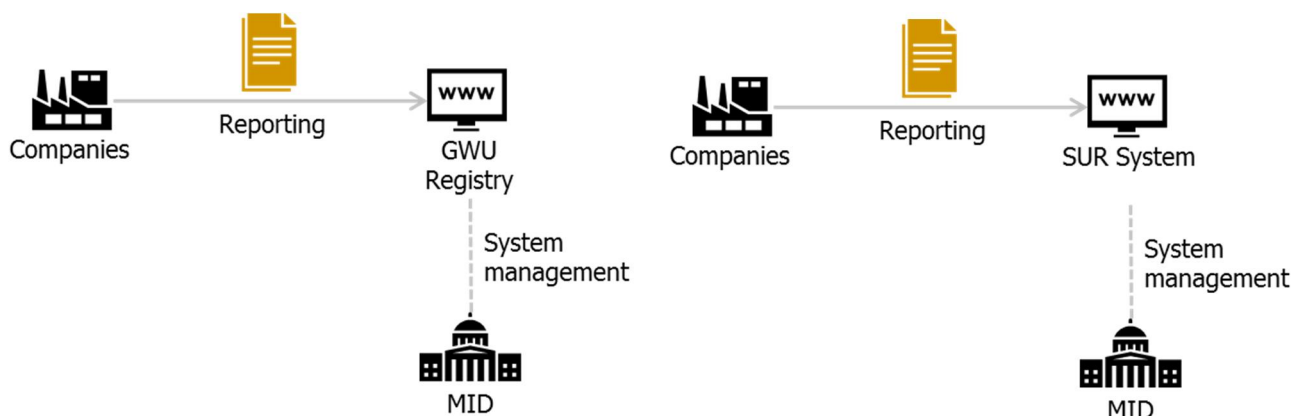 www
Reporting
Companies
GWU
Registry
System
management
MID
www
Reporting
Companies
SUR System
System
management
MID